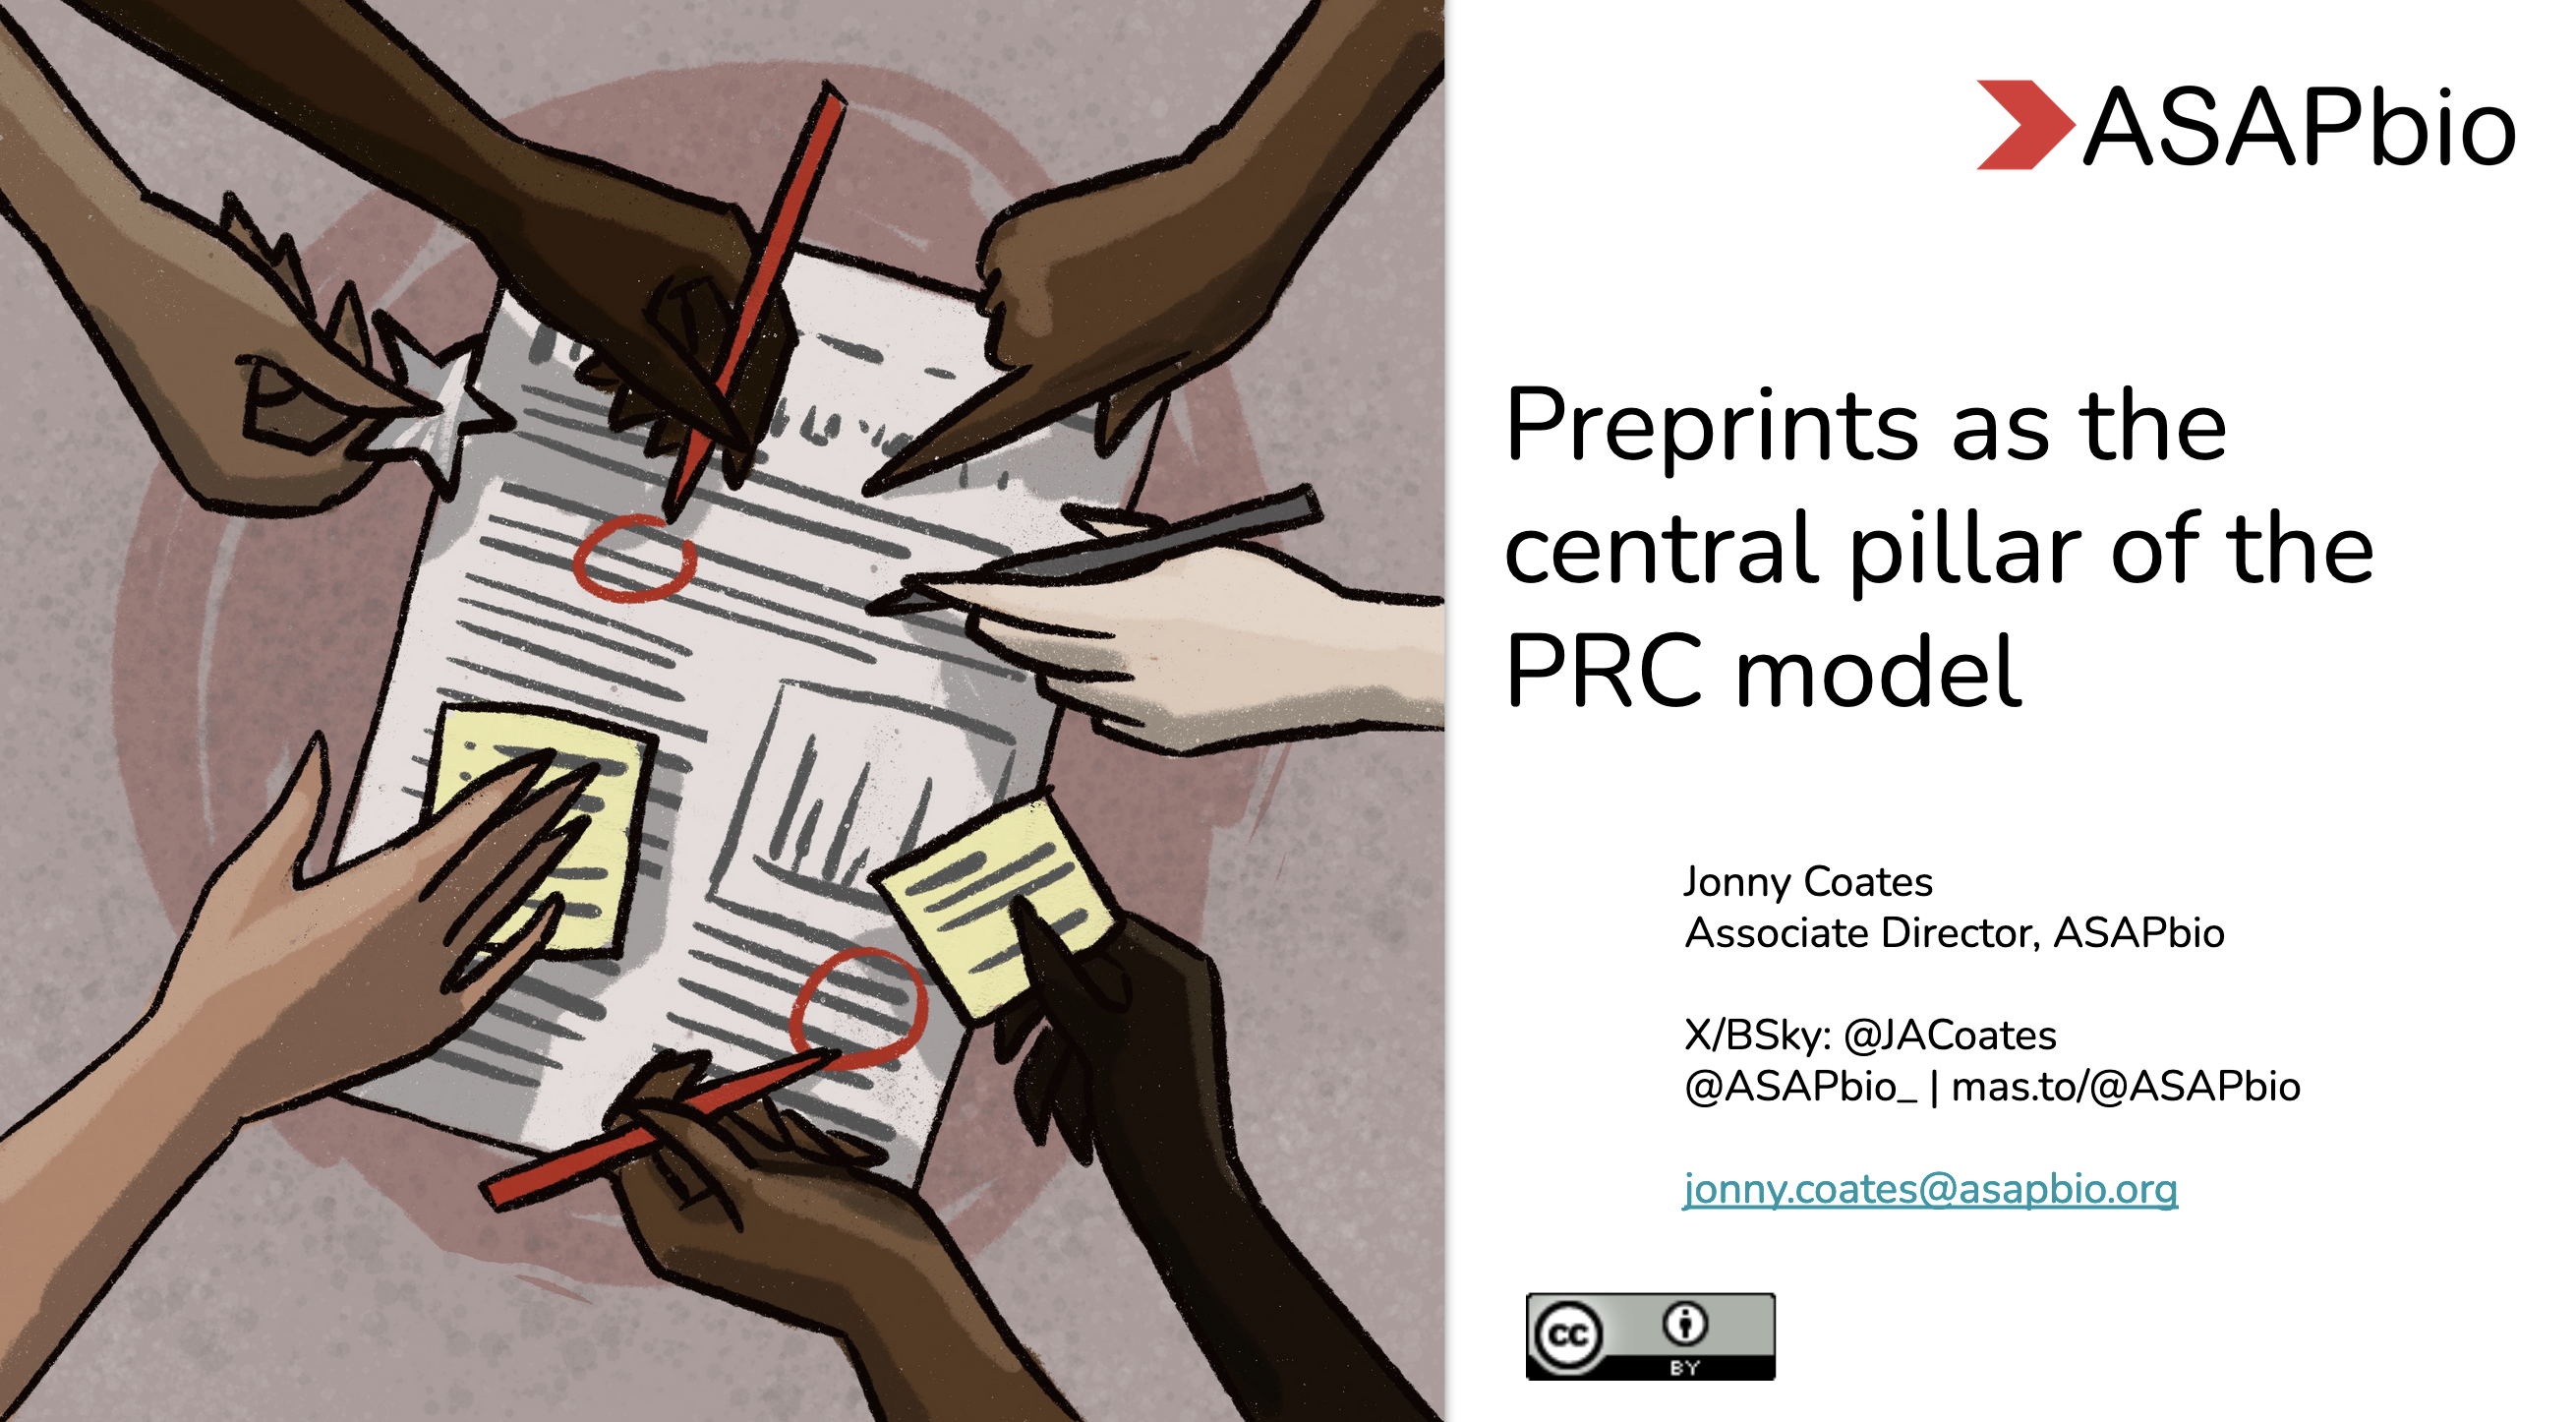 ASAPbio
Preprints as the
central pillar of the
PRC model
Jonny Coates
Associate Director, ASAPbio
X/BSky: @JACoates
@ASAPbio_ | mas.to/@ASAPbio
jonny.coates@asapbio.org
cc
BY